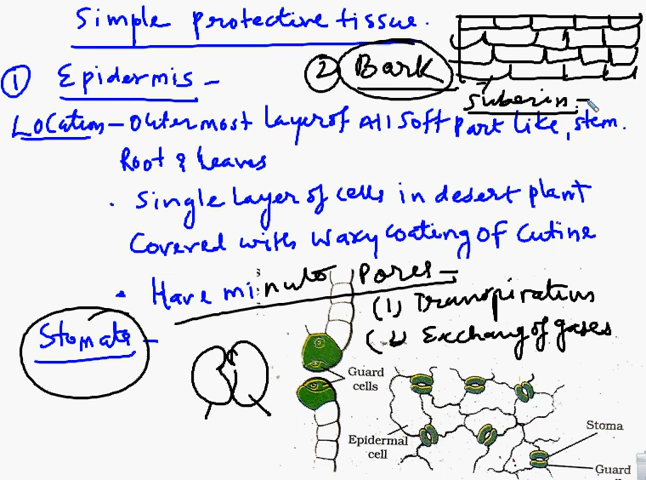 Simple protective tissue.
① Epidermis -
② Bark
Suberin -
Location - Outermost layer of All soft part like, stem.
Root & leaves
. Single layer of cells in desert plant
Covered with waxy coating of cutine
. Have minute Pores -
(1) Transpiration
(2) Exchang of gases
Stomata -
Guard
cells
Epidermal
cell
Stoma
Guard